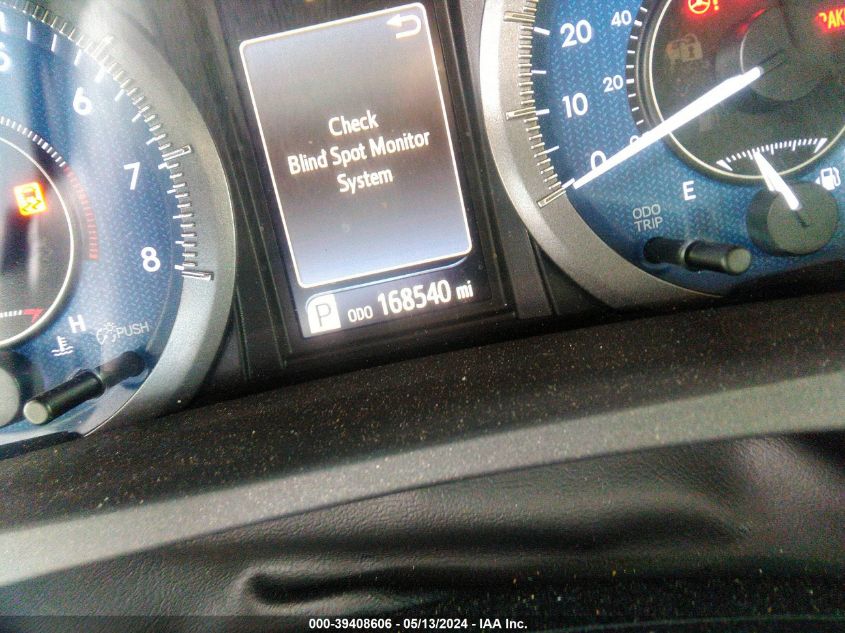 Check
Blind Spot Monitor
System
P ODO 168540 mi
6
7
8
H
PUSH
20
10
0
40
20
0
E
ODO
TRIP
000-39408606 - 05/13/2024 - IAA Inc.